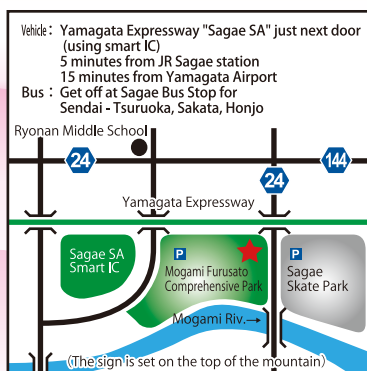 Vehicle: Yamagata Expressway "Sagae SA" just next door
(using smart IC)
5 minutes from JR Sagae station
15 minutes from Yamagata Airport
Bus: Get off at Sagae Bus Stop for
Sendai - Tsuruoka, Sakata, Honjo
Ryonan Middle School
24
144
24
Yamagata Expressway
Sagae SA
Smart IC
P
Mogami Furusato
Comprehensive Park
P
Sagae
Skate Park
Mogami Riv.→
(The sign is set on the top of the mountain)